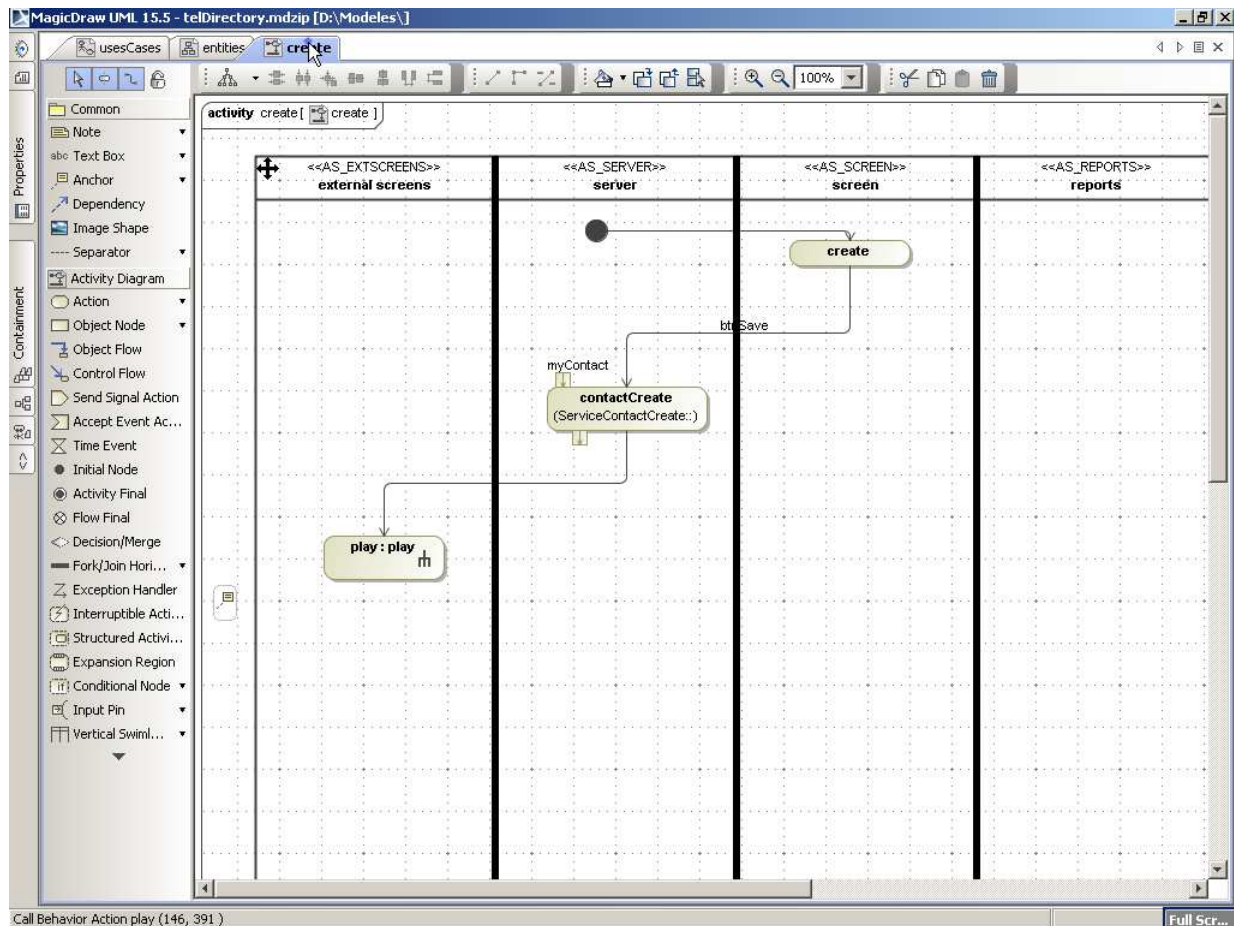 MagicDraw UML 15.5 - telDirectory.mdzip [D:\Modeles\]
usesCases
entities
create
100%
Properties
Containment
Common
Note
abc Text Box
Anchor
Dependency
Image Shape
Separator
Activity Diagram
Action
Object Node
Object Flow
Control Flow
Send Signal Action
Accept Event Ac...
Time Event
Initial Node
Activity Final
Flow Final
Decision/Merge
Fork/Join Hori...
Exception Handler
Interruptible Acti...
Structured Activi...
Expansion Region
if Conditional Node
Input Pin
Vertical Swiml...
activity create [ create ]
<<AS_EXTSCREENS>>
external screens
<<AS_SERVER>>
server
<<AS_SCREEN>>
screen
<<AS_REPORTS>>
reports
create
btnSave
myContact
contactCreate
(ServiceContactCreate::)
play : play
Call Behavior Action play (146, 391 )
Full Scr...